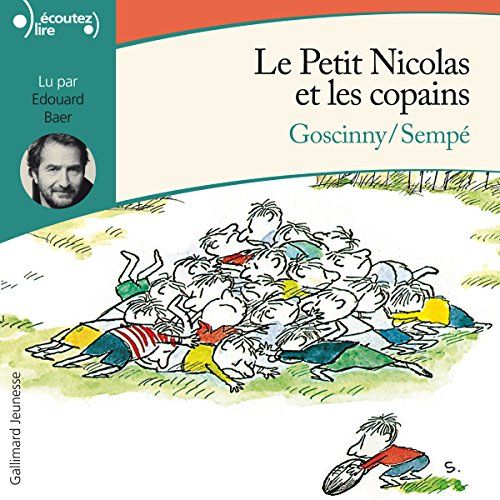 écoutez
lire
Lu par
Edouard
Baer
Le Petit Nicolas
et les copains
Goscinny/Sempé
Gallimard Jeunesse
S.